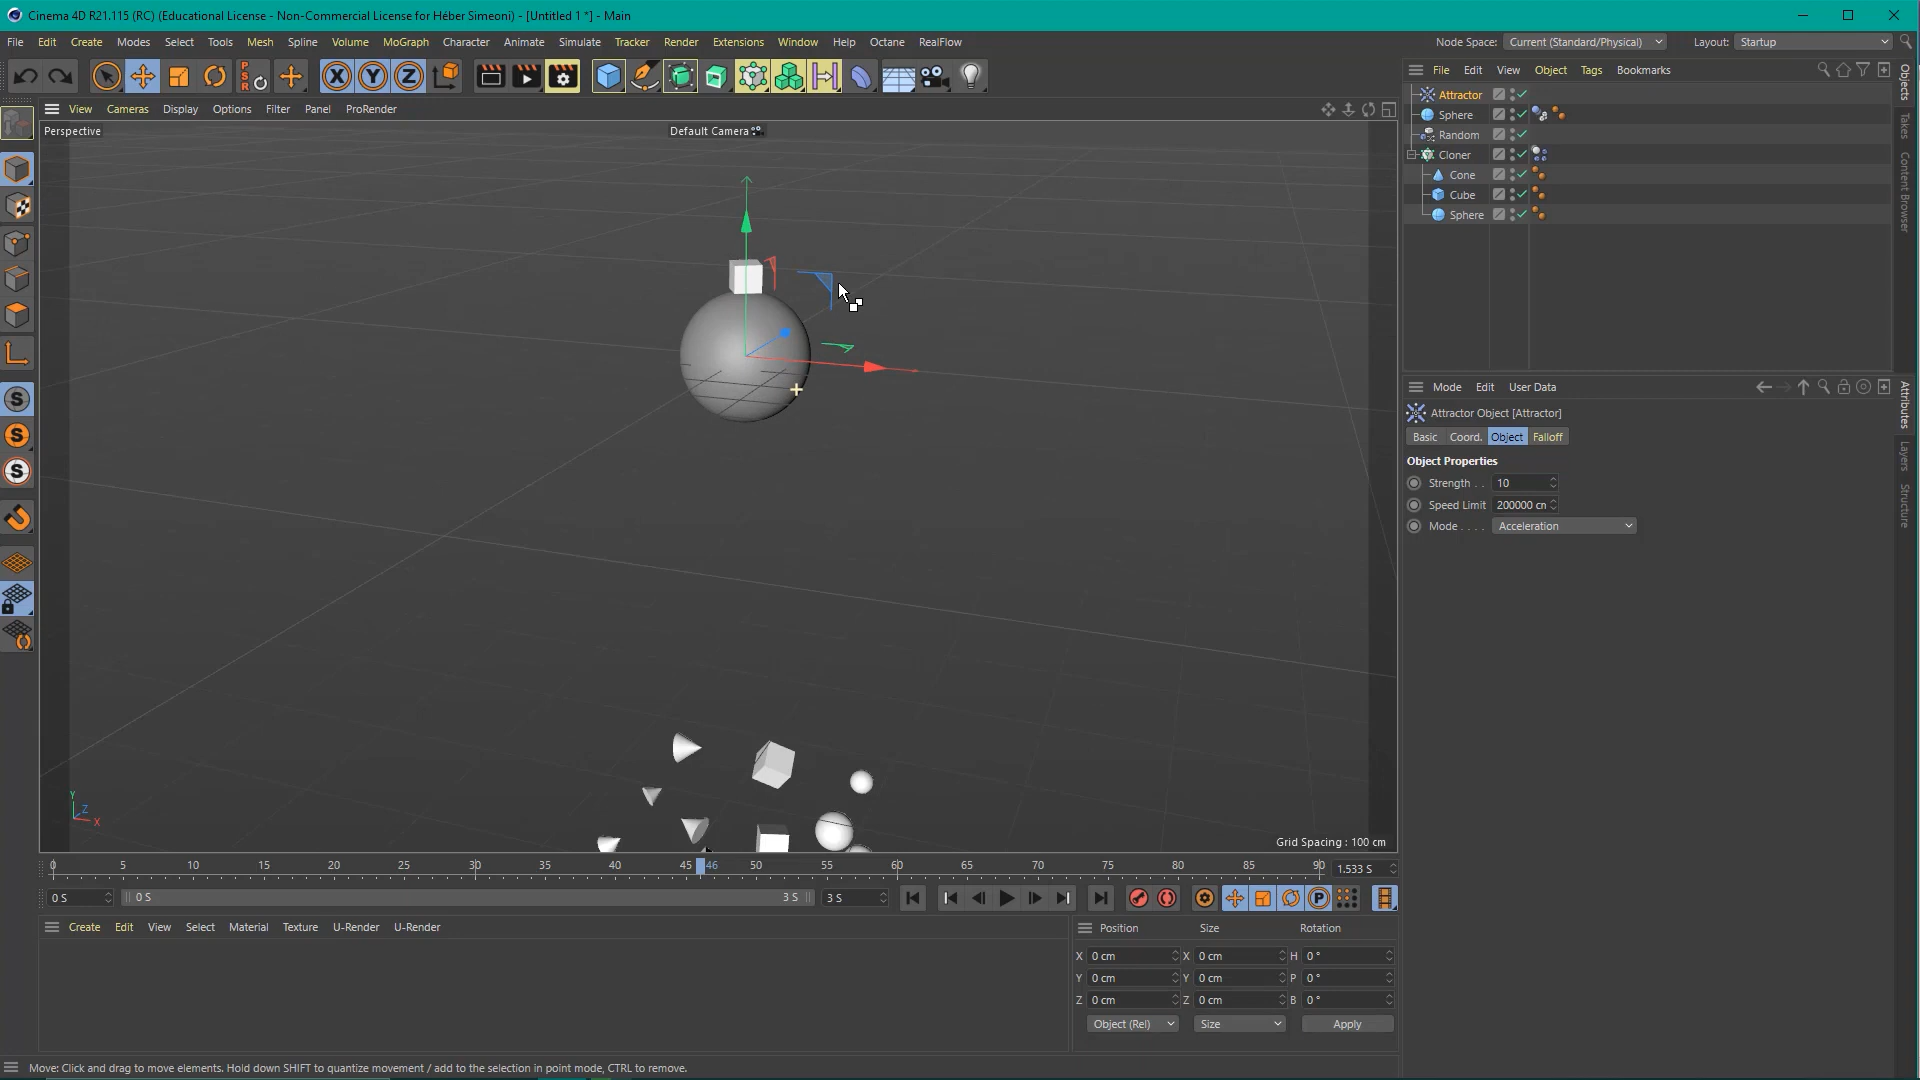 Cinema 4D R21.115 (RC) (Educational License - Non-Commercial License for Héber Simeoni) - [Untitled 1 *] - Main
File Edit Create Modes Select Tools Mesh Spline Volume MoGraph Character Animate Simulate Tracker Render Extensions Window Help Octane RealFlow Node Space: Current (Standard/Physical) Layout: Startup
File Edit View Object Tags Bookmarks
View Cameras Display Options Filter Panel ProRender
Perspective
Default Camera
Attractor
Sphere
Random
Cloner
Cone
Cube
Sphere
Objects
Takes
Content Browser
Mode Edit User Data
Attractor Object [Attractor]
Basic Coord. Object Falloff
Object Properties
Strength . . 10
Speed Limit 200000 cn
Mode . . . . Acceleration
Attributes
Layers
Structure
X Y Z
P S R
S
S
S
Y
Z
X
Grid Spacing : 100 cm
0 5 10 15 20 25 30 35 40 45 46 50 55 60 65 70 75 80 85 90 1.533 S
0 S 0 S 3 S 3 S
P
Create Edit View Select Material Texture U-Render U-Render
Position Size Rotation
X 0 cm X 0 cm H 0 °
Y 0 cm Y 0 cm P 0 °
Z 0 cm Z 0 cm B 0 °
Object (Rel) Size Apply
Move: Click and drag to move elements. Hold down SHIFT to quantize movement / add to the selection in point mode, CTRL to remove.